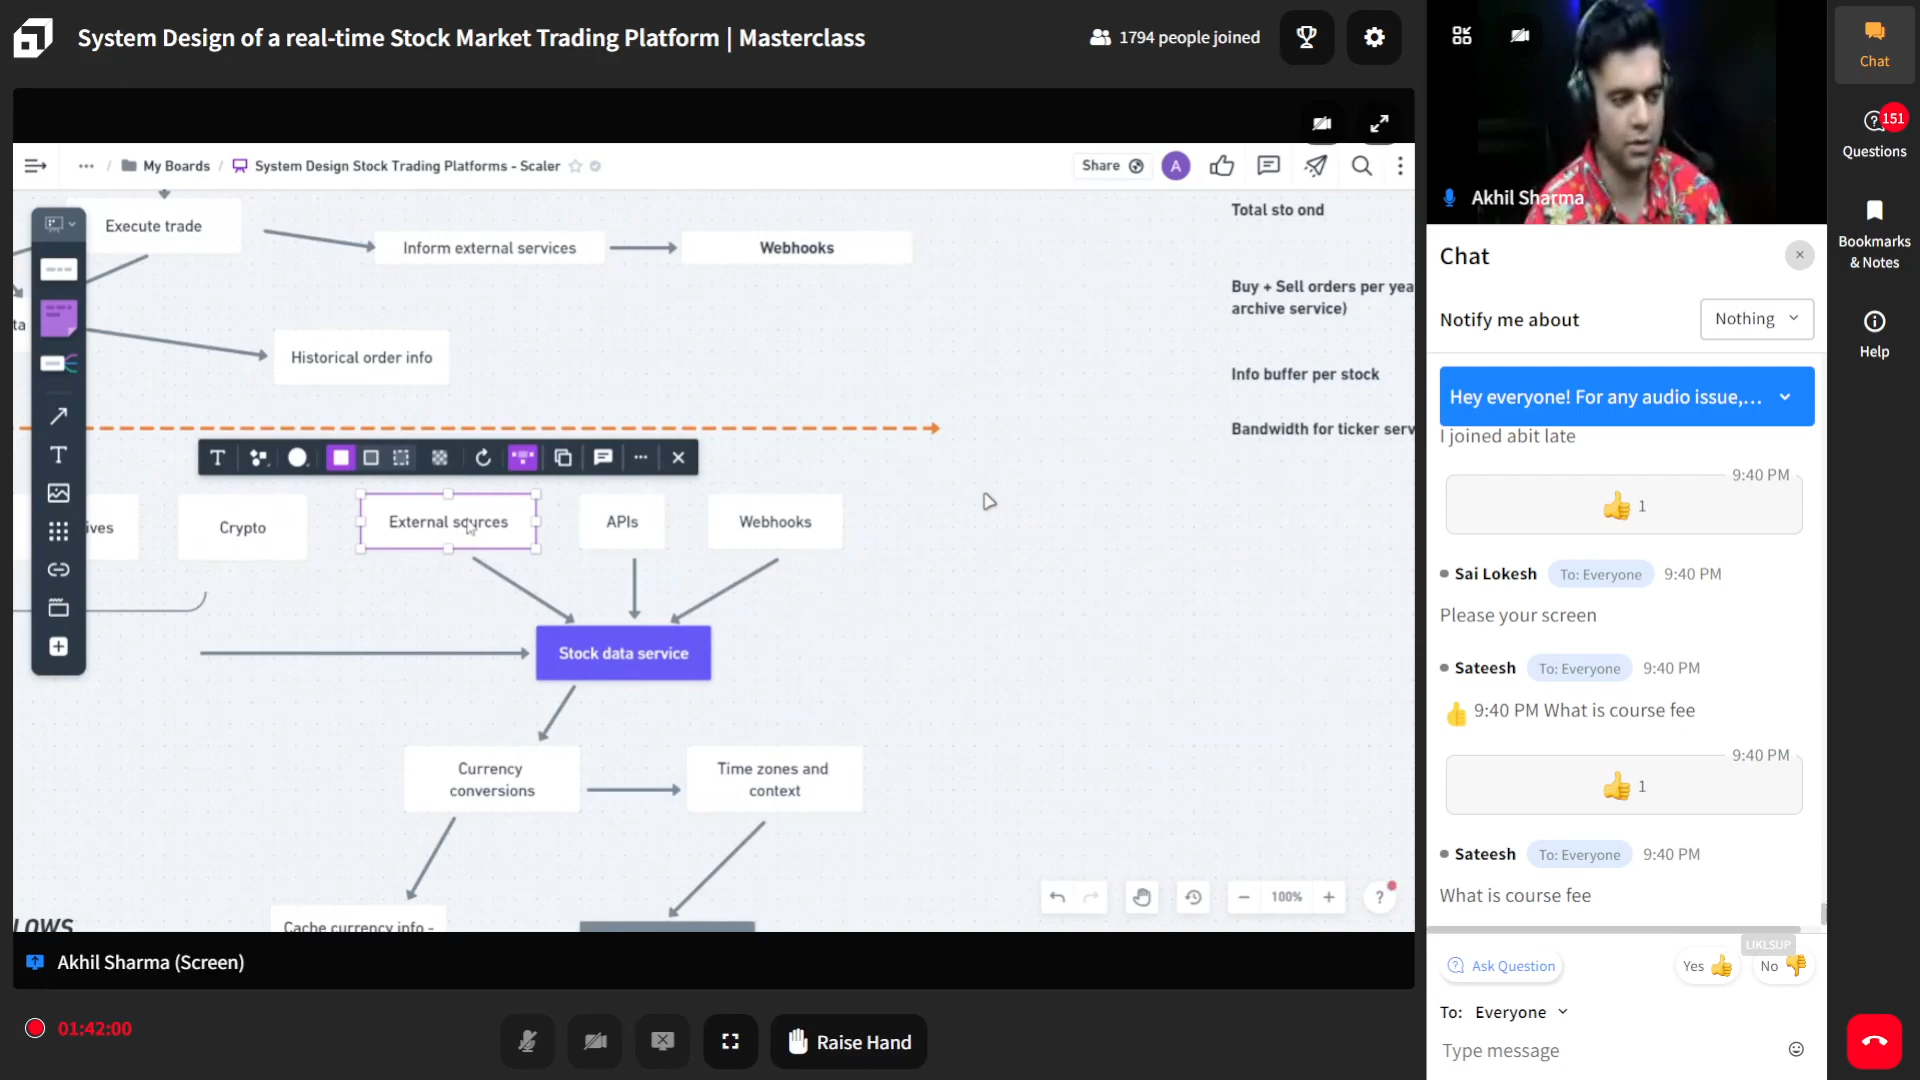 System Design of a real-time Stock Market Trading Platform | Masterclass
1794 people joined
My Boards / System Design Stock Trading Platforms - Scaler
Share
A
Execute trade
Inform external services
Webhooks
Historical order info
ta
Total sto ond
Buy + Sell orders per yea
archive service)
Info buffer per stock
Bandwidth for ticker serv
ives
Crypto
External sources
APIs
Webhooks
Stock data service
Currency
conversions
Time zones and
context
Cache currency info -
LOWS
100%
?
Akhil Sharma (Screen)
01:42:00
Raise Hand
Akhil Sharma
Chat
Notify me about
Nothing
Hey everyone! For any audio issue,...
I joined abit late
9:40 PM
1
Sai Lokesh To: Everyone 9:40 PM
Please your screen
Sateesh To: Everyone 9:40 PM
9:40 PM What is course fee
9:40 PM
1
Sateesh To: Everyone 9:40 PM
What is course fee
LIKLSUP
Ask Question
Yes
No
To: Everyone
Type message
Chat
151
Questions
Bookmarks
& Notes
Help